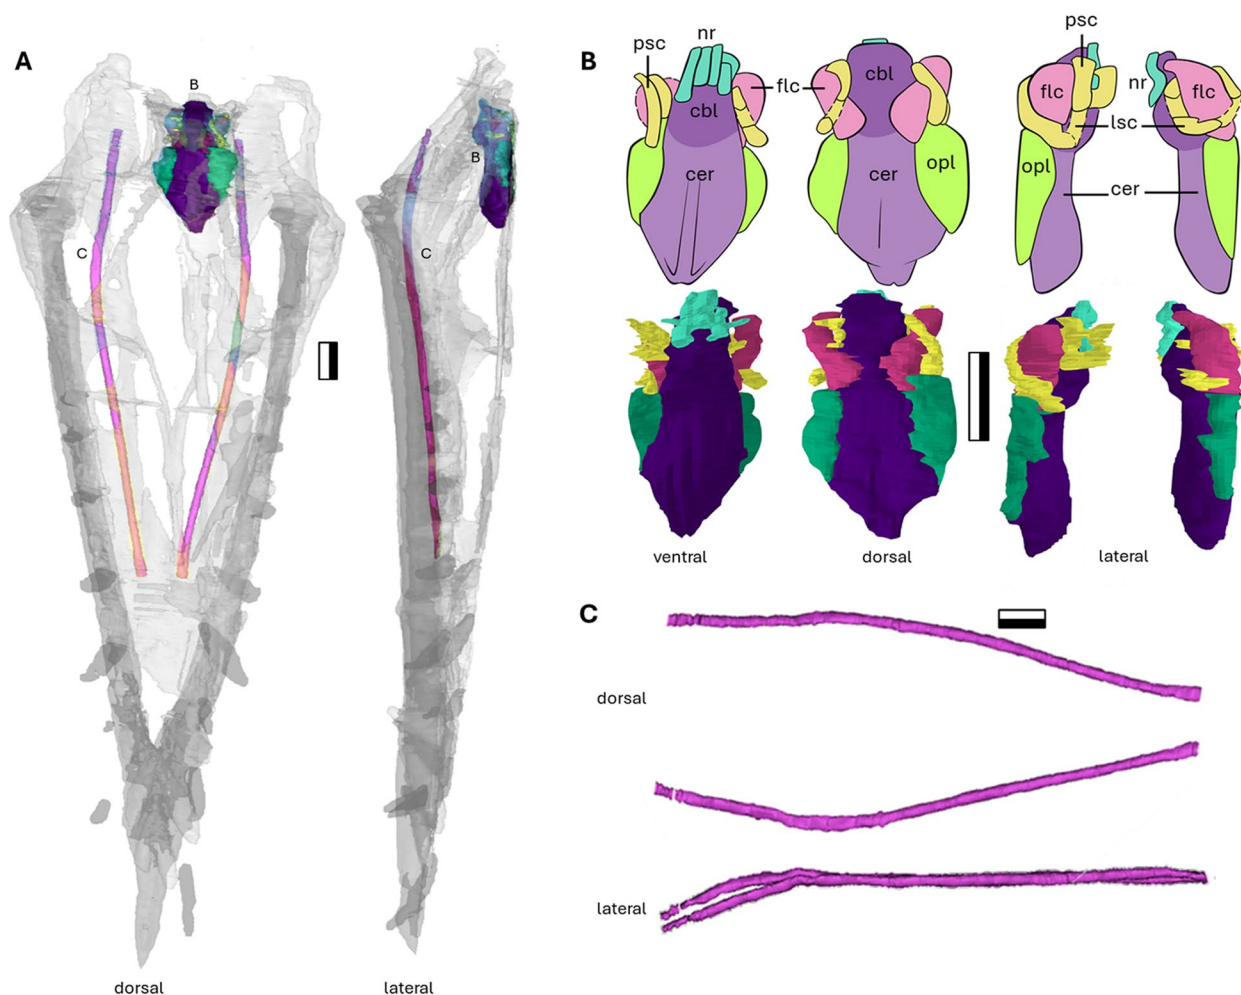 A
B
B
C
C
dorsal
lateral
B
psc
nr
flc
cbl
cer
cbl
opl
cer
psc
flc
nr
flc
lsc
opl
cer
ventral
dorsal
lateral
C
dorsal
lateral